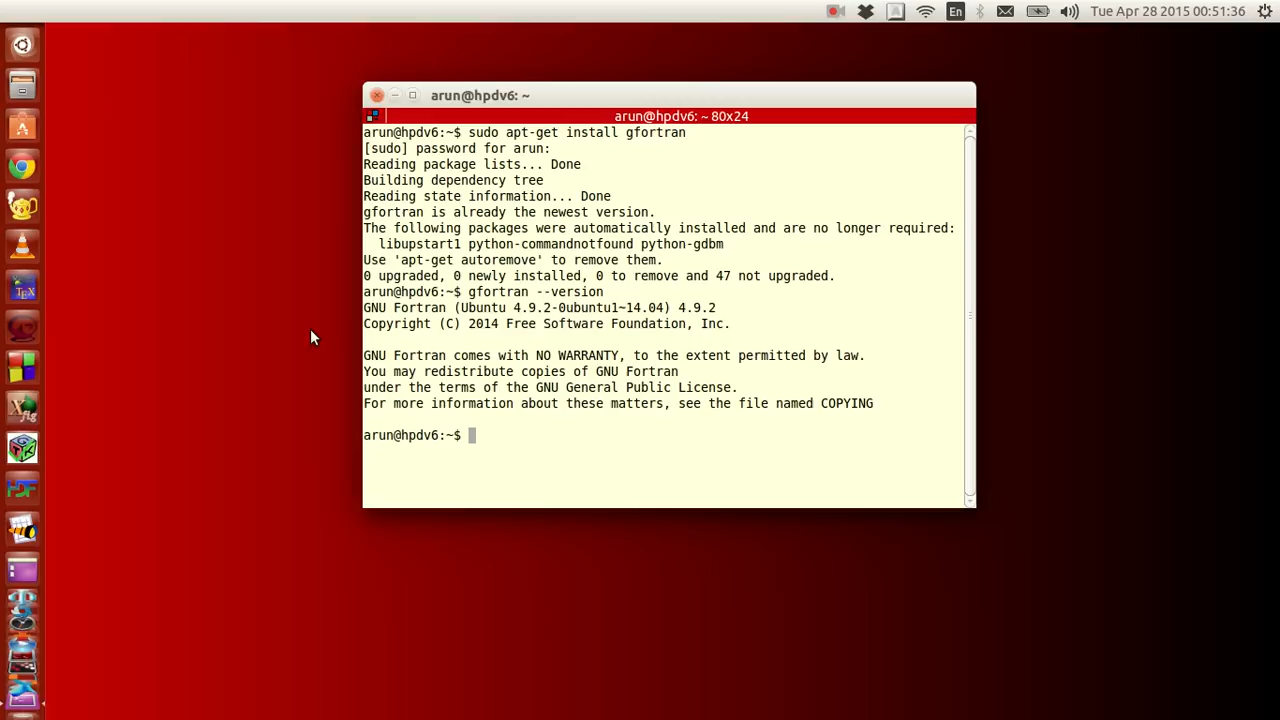 En
Tue Apr 28 2015 00:51:36
arun@hpdv6: ~
arun@hpdv6: ~ 80x24
arun@hpdv6:~$ sudo apt-get install gfortran
[sudo] password for arun:
Reading package lists... Done
Building dependency tree
Reading state information... Done
gfortran is already the newest version.
The following packages were automatically installed and are no longer required:
libupstart1 python-commandnotfound python-gdbm
Use 'apt-get autoremove' to remove them.
0 upgraded, 0 newly installed, 0 to remove and 47 not upgraded.
arun@hpdv6:~$ gfortran --version
GNU Fortran (Ubuntu 4.9.2-0ubuntu1~14.04) 4.9.2
Copyright (C) 2014 Free Software Foundation, Inc.
GNU Fortran comes with NO WARRANTY, to the extent permitted by law.
You may redistribute copies of GNU Fortran
under the terms of the GNU General Public License.
For more information about these matters, see the file named COPYING
arun@hpdv6:~$